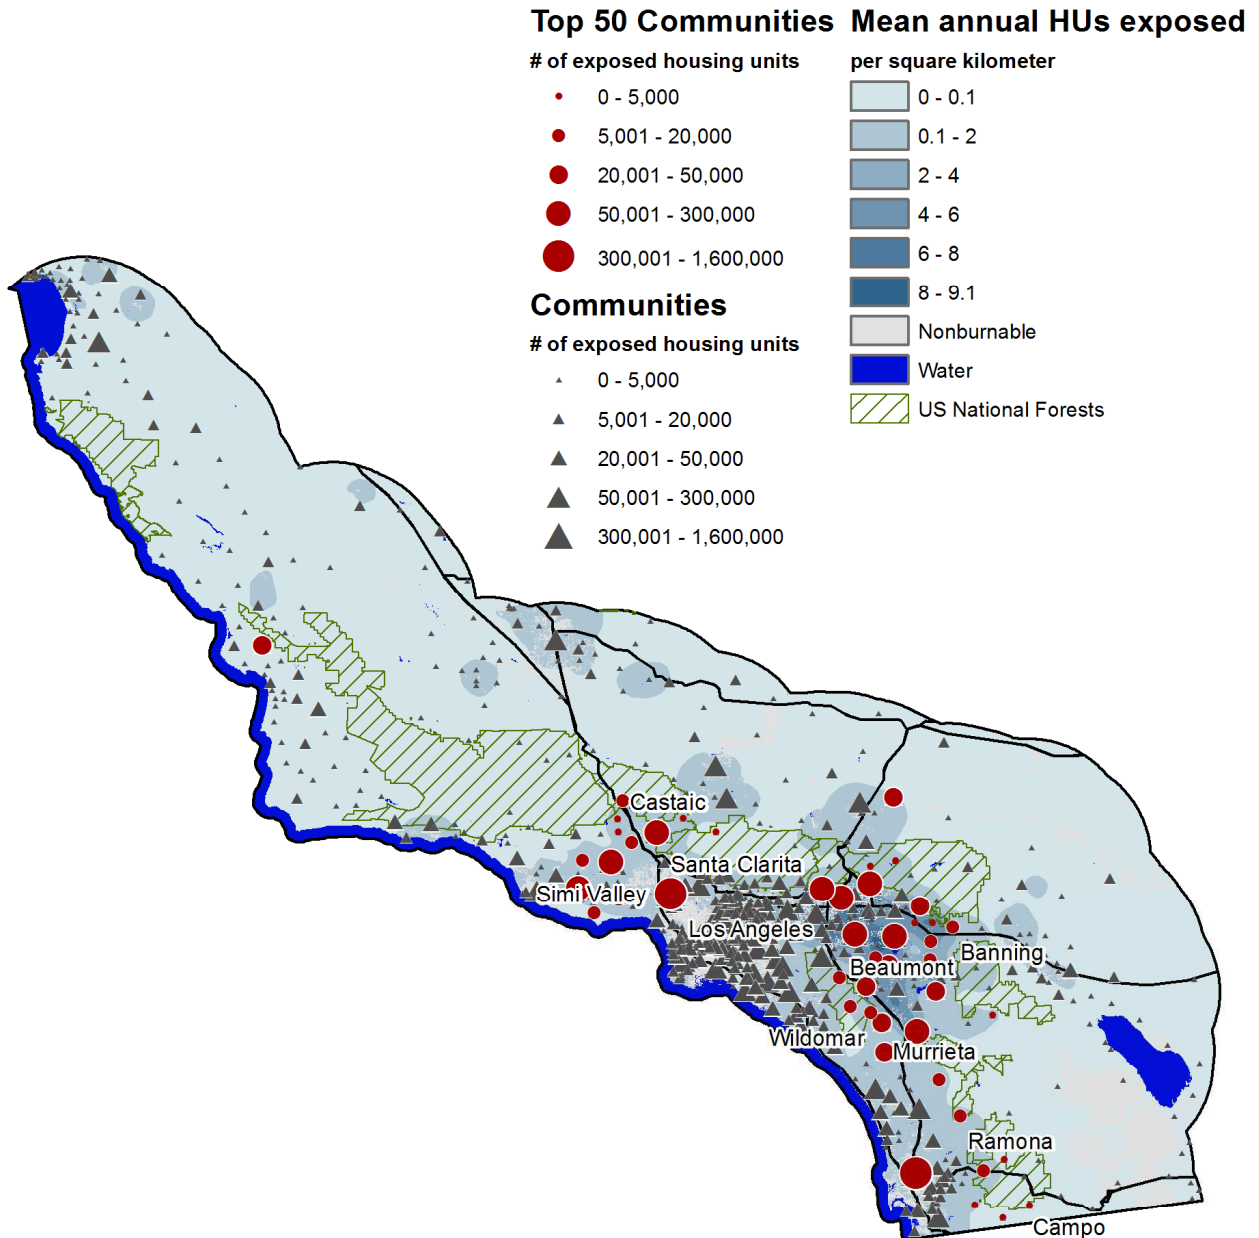 Top 50 Communities
# of exposed housing units
0 - 5,000
5,001 - 20,000
20,001 - 50,000
50,001 - 300,000
300,001 - 1,600,000
Communities
# of exposed housing units
0 - 5,000
5,001 - 20,000
20,001 - 50,000
50,001 - 300,000
300,001 - 1,600,000
Mean annual HUs exposed
per square kilometer
0 - 0.1
0.1 - 2
2 - 4
4 - 6
6 - 8
8 - 9.1
Nonburnable
Water
US National Forests
Castaic
Santa Clarita
Simi Valley
Los Angeles
Banning
Beaumont
Wildomar
Murrieta
Ramona
Campo